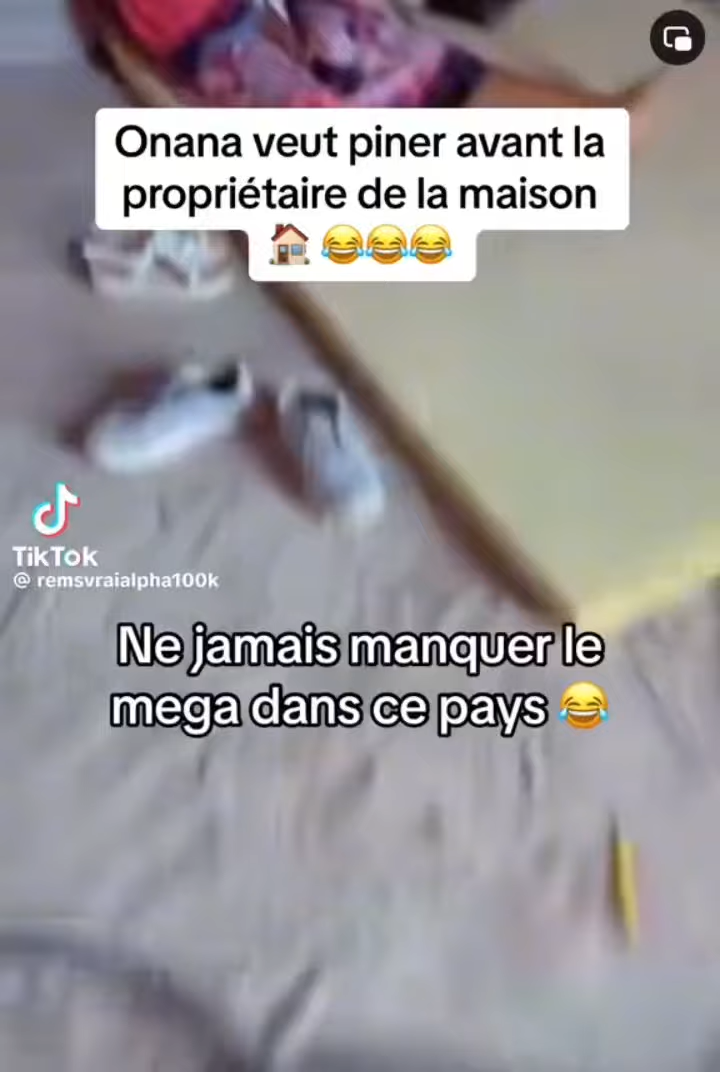 Onana veut piner avant la
propriétaire de la maison
🏠 😂😂😂
TikTok
@ remsvraialpha100k
Ne jamais manquer le
mega dans ce pays 😂